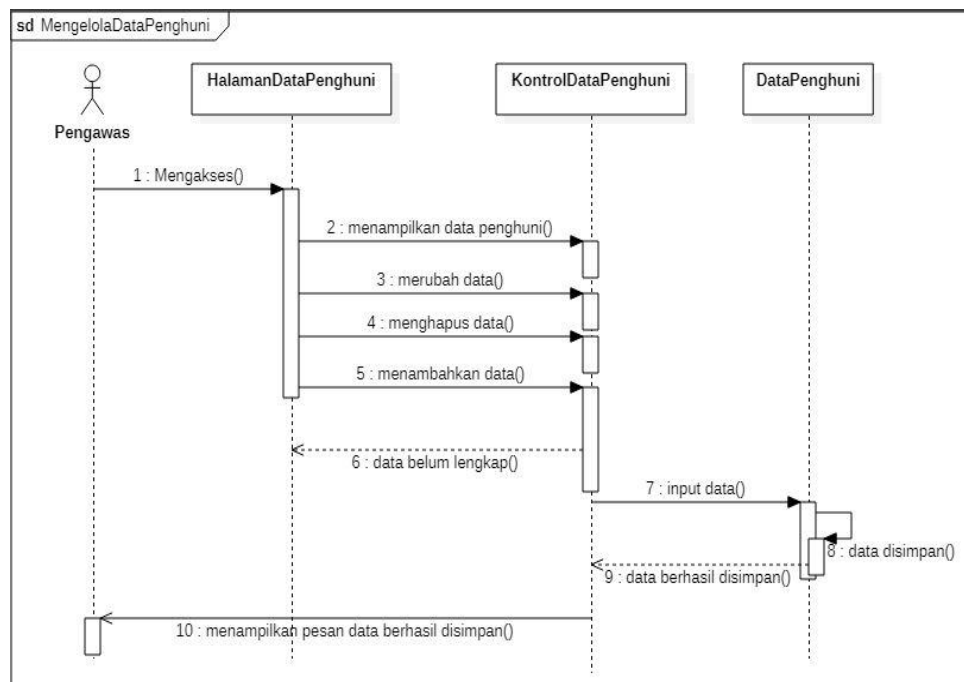 sd MengelolaDataPenghuni
HalamanDataPenghuni
KontrolDataPenghuni
DataPenghuni
Pengawas
1 : Mengakses()
2 : menampilkan data penghuni()
3 : merubah data()
4 : menghapus data()
5 : menambahkan data()
6 : data belum lengkap()
7 : input data()
8 : data disimpan()
9 : data berhasil disimpan()
10 : menampilkan pesan data berhasil disimpan()